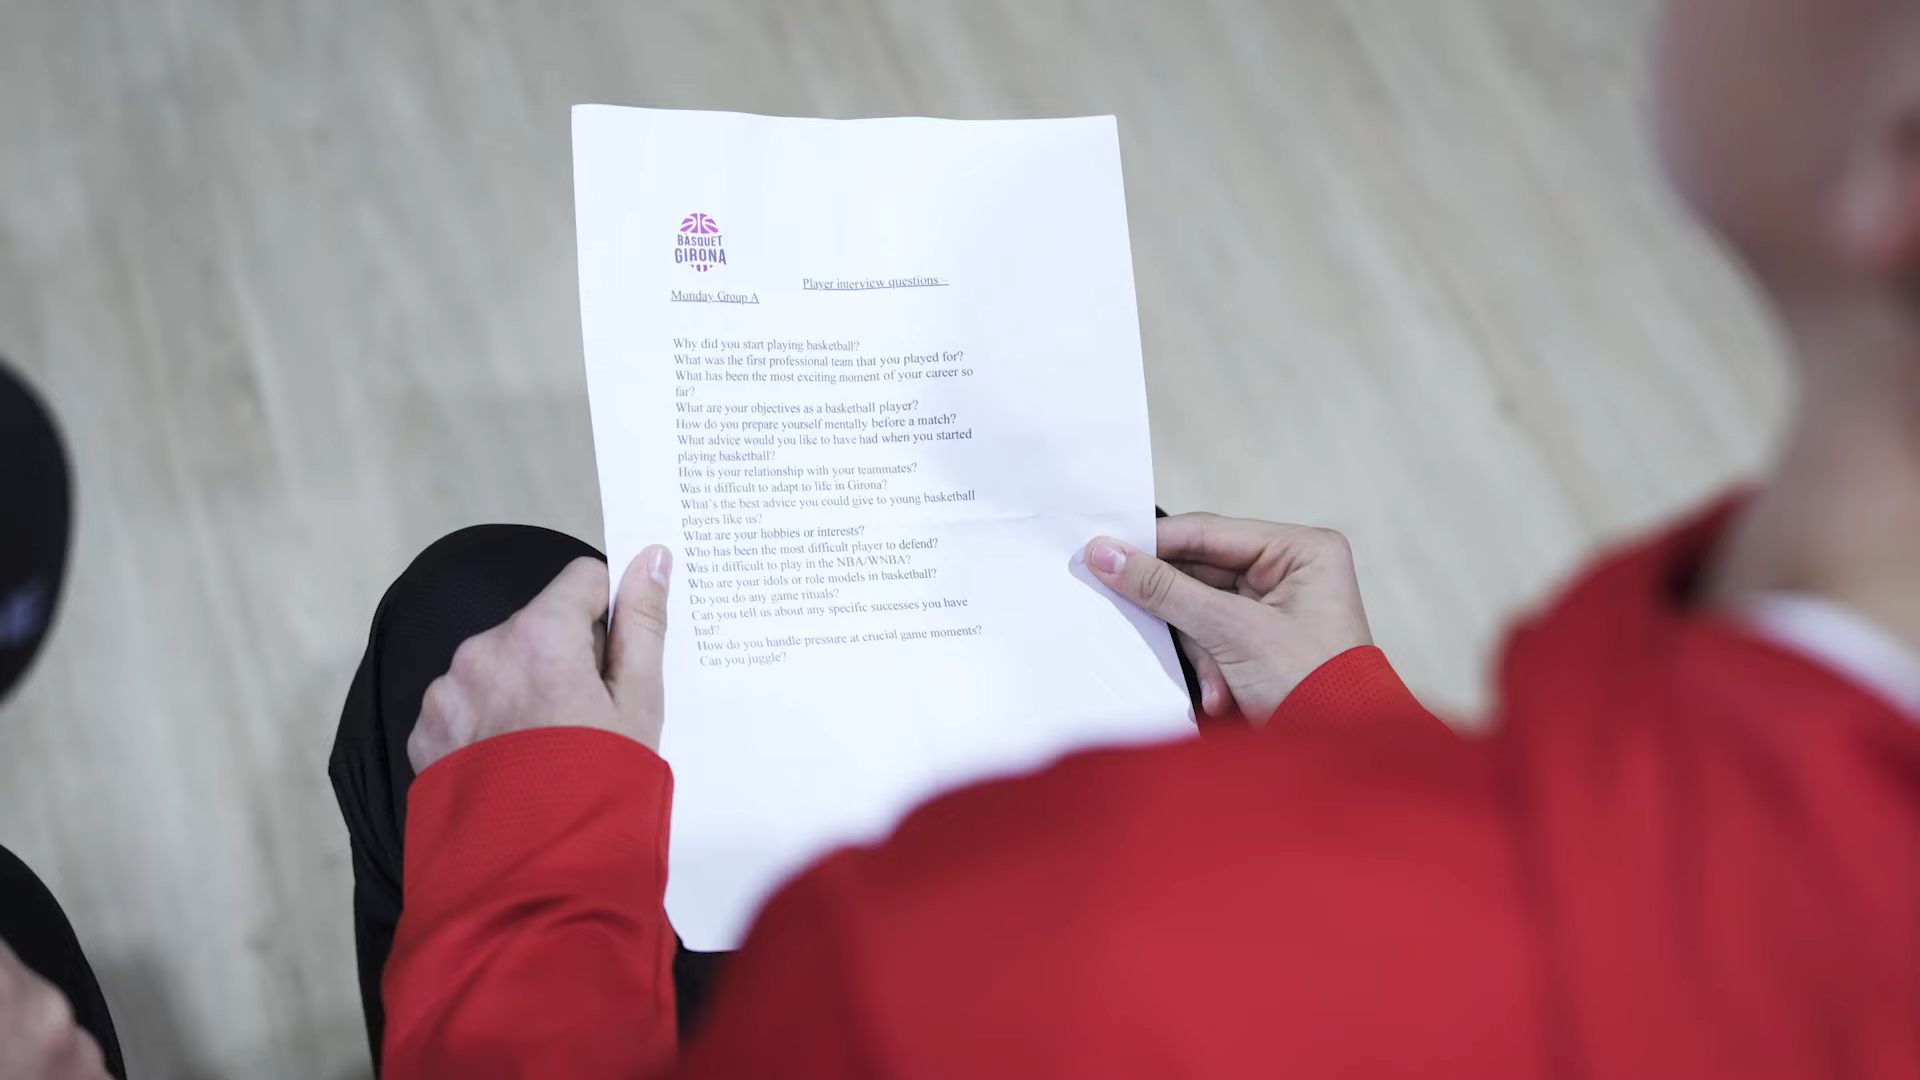 BÀSQUET
GIRONA
Player interview questions –
Monday Group A
Why did you start playing basketball?
What was the first professional team that you played for?
What has been the most exciting moment of your career so
far?
What are your objectives as a basketball player?
How do you prepare yourself mentally before a match?
What advice would you like to have had when you started
playing basketball?
How is your relationship with your teammates?
Was it difficult to adapt to life in Girona?
What's the best advice you could give to young basketball
players like us?
What are your hobbies or interests?
Who has been the most difficult player to defend?
Was it difficult to play in the NBA/WNBA?
Who are your idols or role models in basketball?
Do you do any game rituals?
Can you tell us about any specific successes you have
had?
How do you handle pressure at crucial game moments?
Can you juggle?